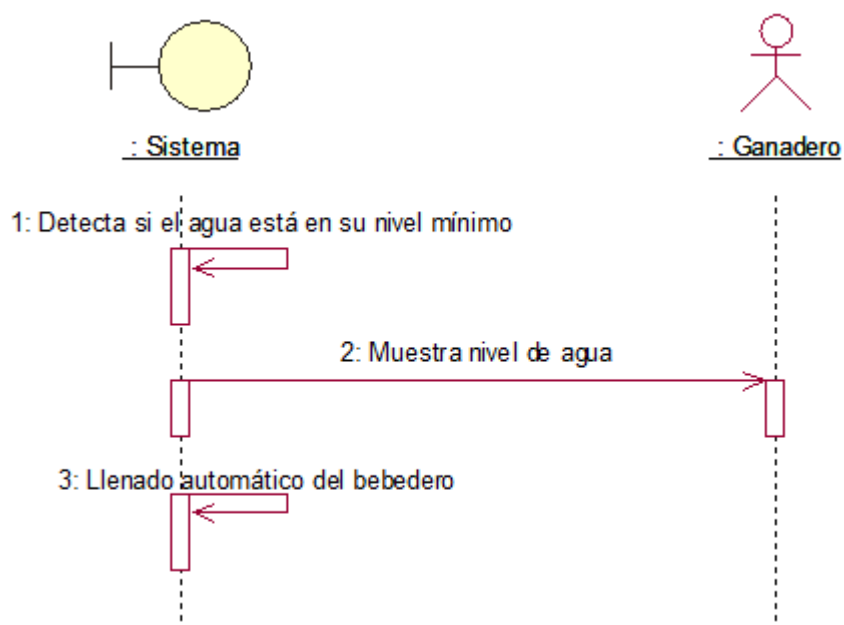 : Sistema
: Ganadero
1: Detecta si el agua está en su nivel mínimo
2: Muestra nivel de agua
3: Llenado automático del bebedero